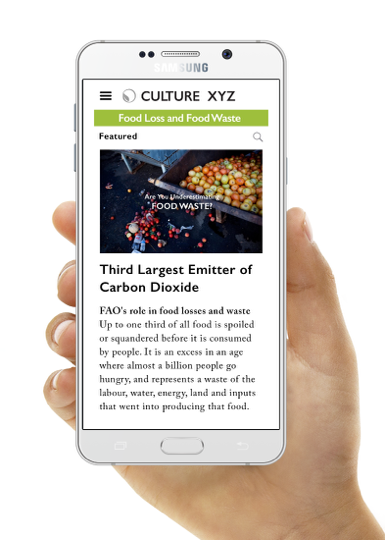 SAMSUNG
CULTURE XYZ
Food Loss and Food Waste
Featured
Are You Underestimating
FOOD WASTE?
Third Largest Emitter of
Carbon Dioxide
FAO's role in food losses and waste
Up to one third of all food is spoiled
or squandered before it is consumed
by people. It is an excess in an age
where almost a billion people go
hungry, and represents a waste of the
labour, water, energy, land and inputs
that went into producing that food.